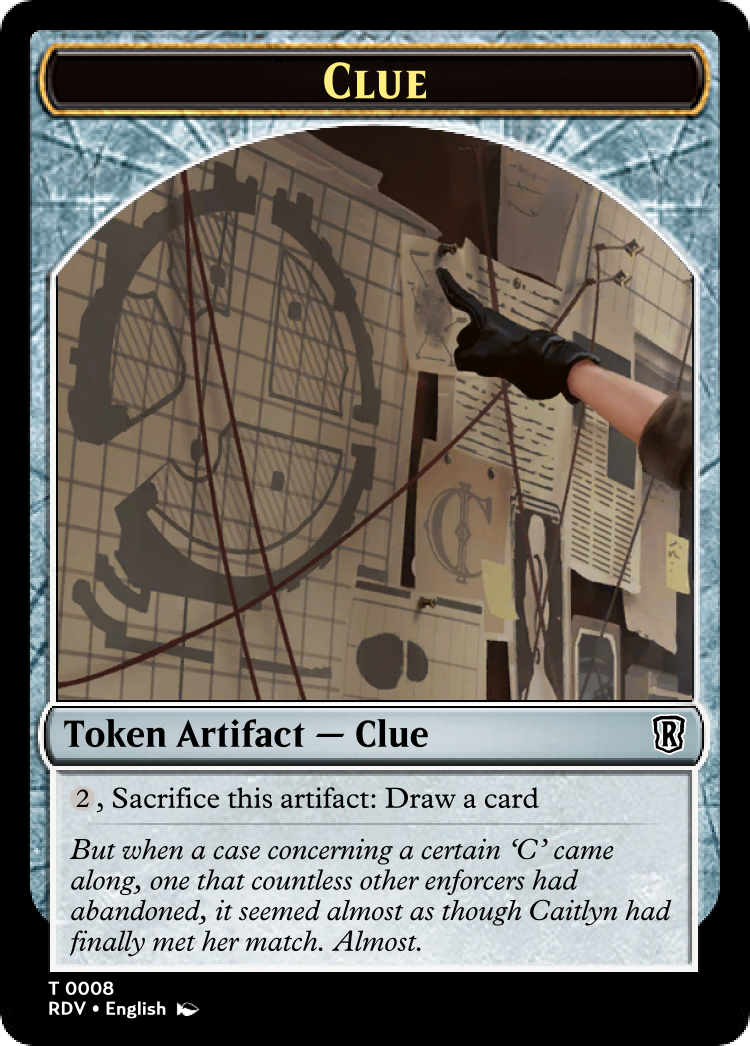 CLUE
C
Token Artifact — Clue
R
2, Sacrifice this artifact: Draw a card
But when a case concerning a certain ‘C’ came
along, one that countless other enforcers had
abandoned, it seemed almost as though Caitlyn had
finally met her match. Almost.
T 0008
RDV • English